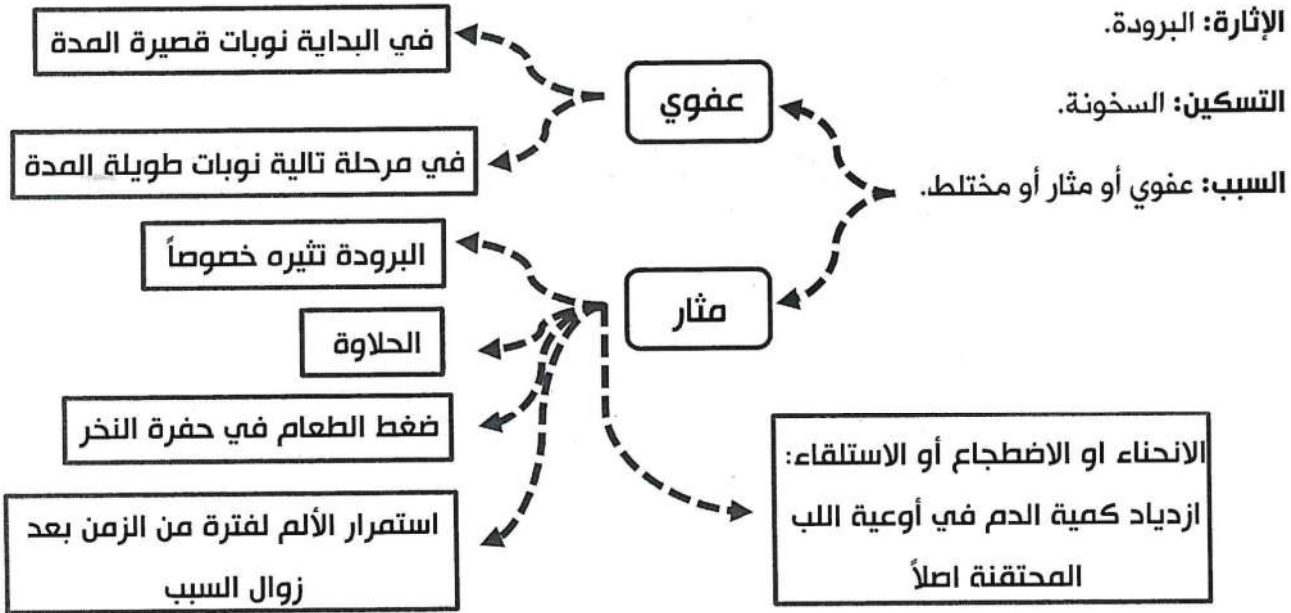 الإثارة: البرودة.
التسكين: السخونة.
السبب: عفوي أو مثار أو مختلط.
عفوي
في البداية نوبات قصيرة المدة
في مرحلة تالية نوبات طويلة المدة
مثار
البرودة تثيره خصوصاً
الحلاوة
ضغط الطعام في حفرة النخر
استمرار الألم لفترة من الزمن بعد
زوال السبب
الانحناء او الاضطجاع أو الاستلقاء:
ازدياد كمية الدم في أوعية اللب
المحتقنة اصلاً